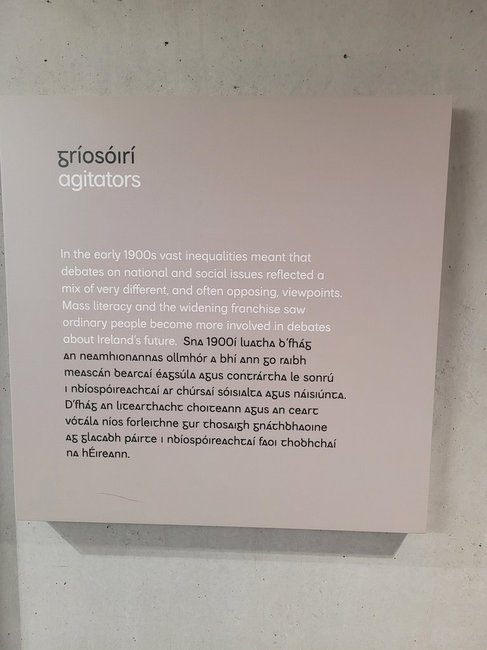 gríosóirí
agitators
In the early 1900s vast inequalities meant that
debates on national and social issues reflected a
mix of very different, and often opposing, viewpoints.
Mass literacy and the widening franchise saw
ordinary people become more involved in debates
about Ireland's future. Sna 1900í luatha d'fhág
an neamhionannas ollmhór a bhí ann go raibh
meascán dearcaí éagsúla agus contrártha le sonrú
i ndíospóireachtaí ar chúrsaí sóisialta agus náisiúnta.
D'fhág an litearthacht choiteann agus an ceart
vótála níos forleithne gur thosaigh gnáthdhaoine
ag glacadh páirte i ndíospóireachtaí faoi thodhchaí
na hÉireann.